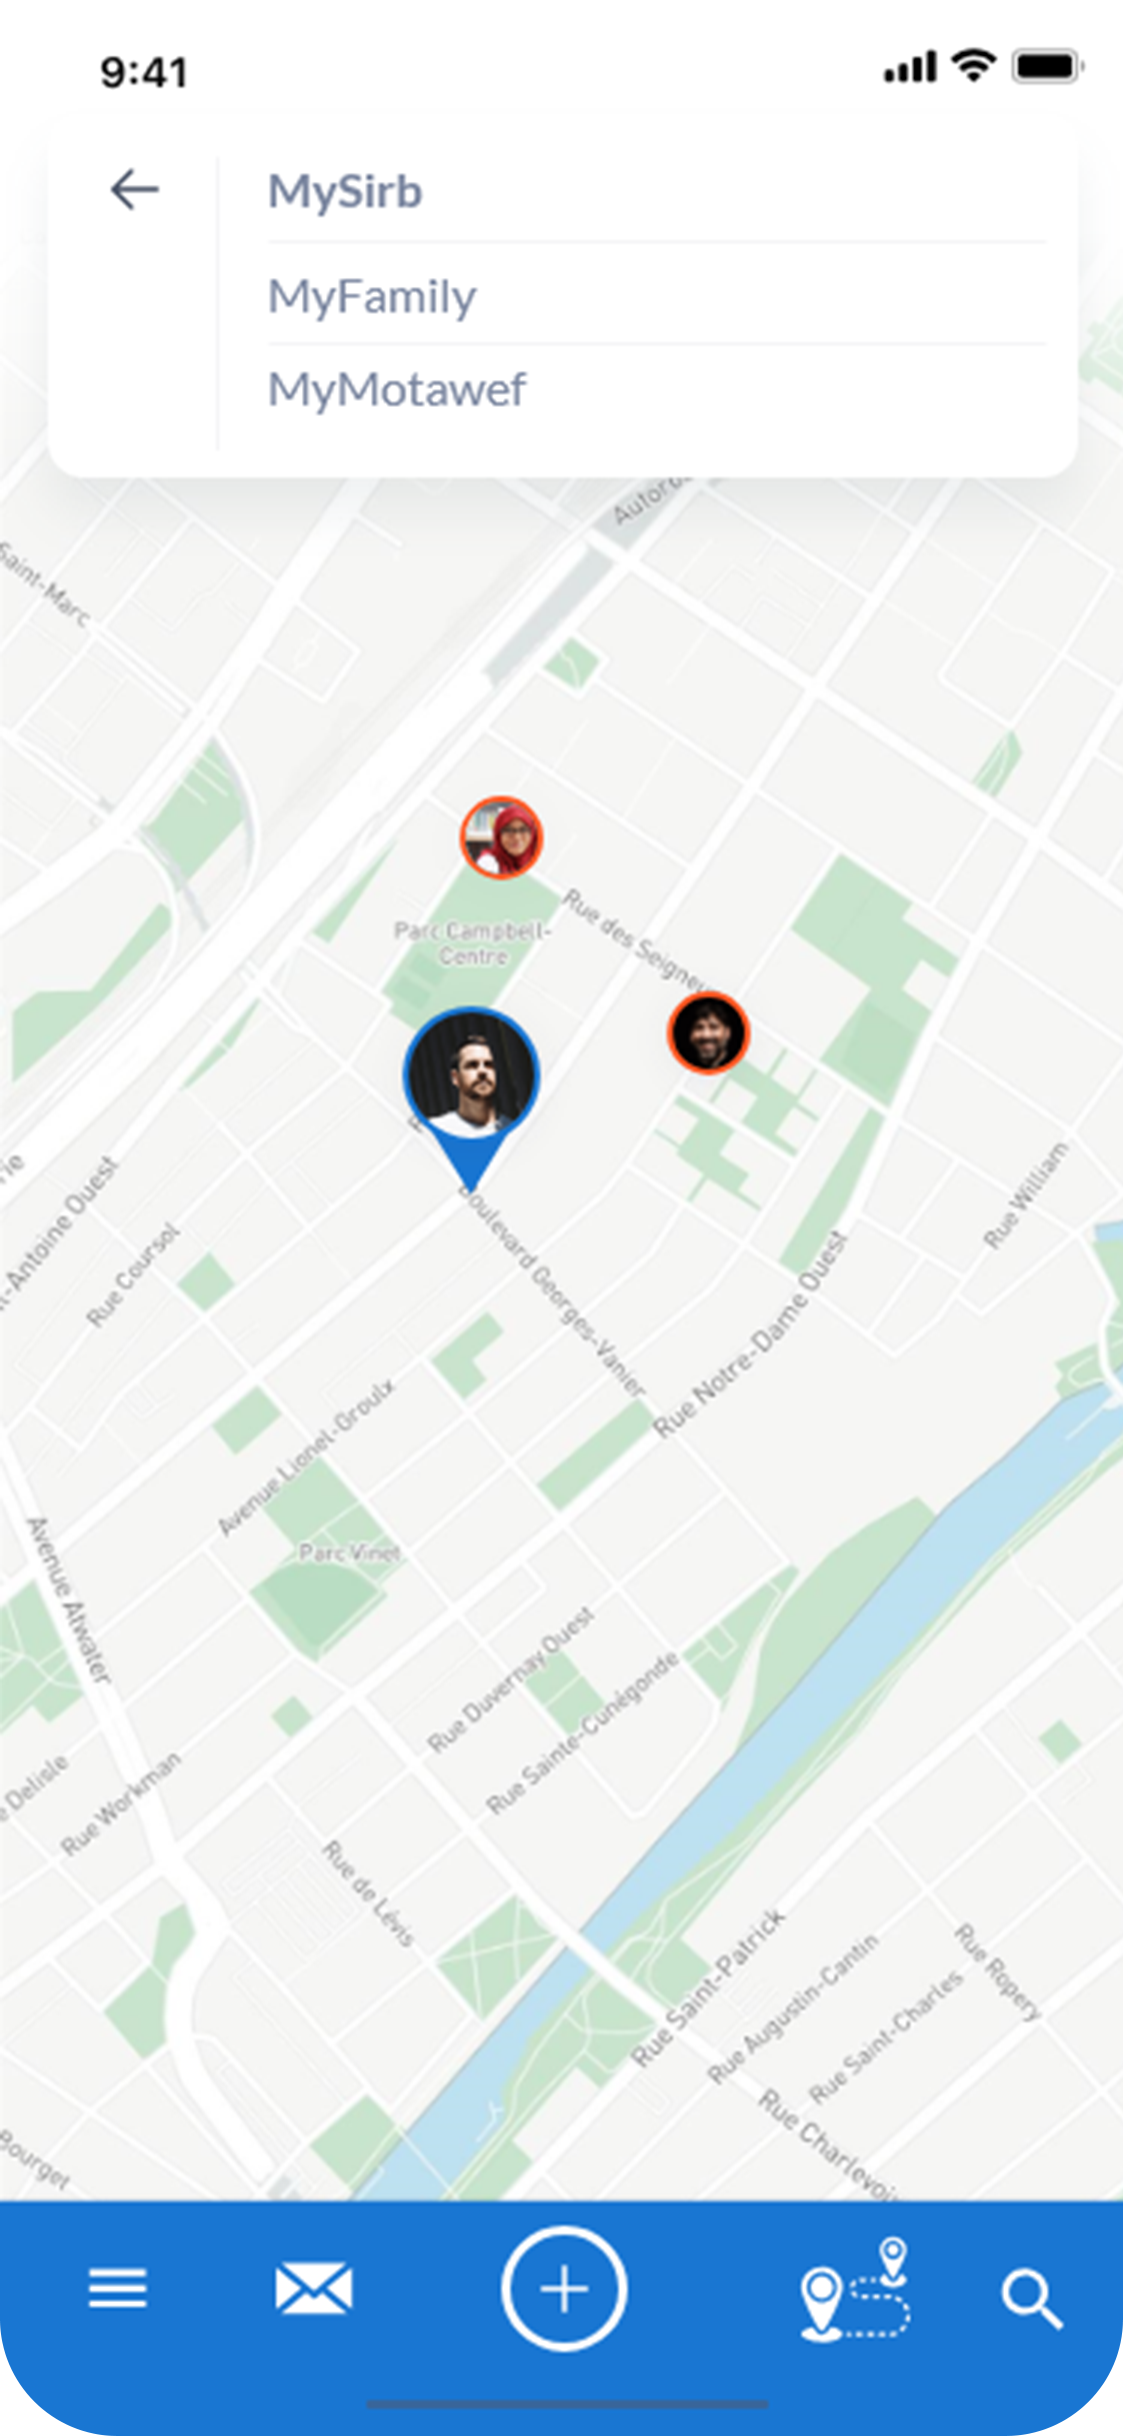 9:41
MySirb
MyFamily
MyMotawef
Saint-Marc
Parc Campbell-
Centre
Rue des
Rue William
-Antoine Ouest
Rue Coursol
Boulevard Georges-Vanier
Rue Notre-Dame Ouest
Avenue Lionel-Groulx
Parc Vinet
Avenue Atwater
Rue Duvernay Ouest
Rue Sainte-Cunégonde
Delisle
Rue Workman
Rue de Lévis
Rue Saint-Patrick
Rue Augustin-Cantin
Rue Saint-Charles
Rue Ropery
Rue Charlevoi
Bourget